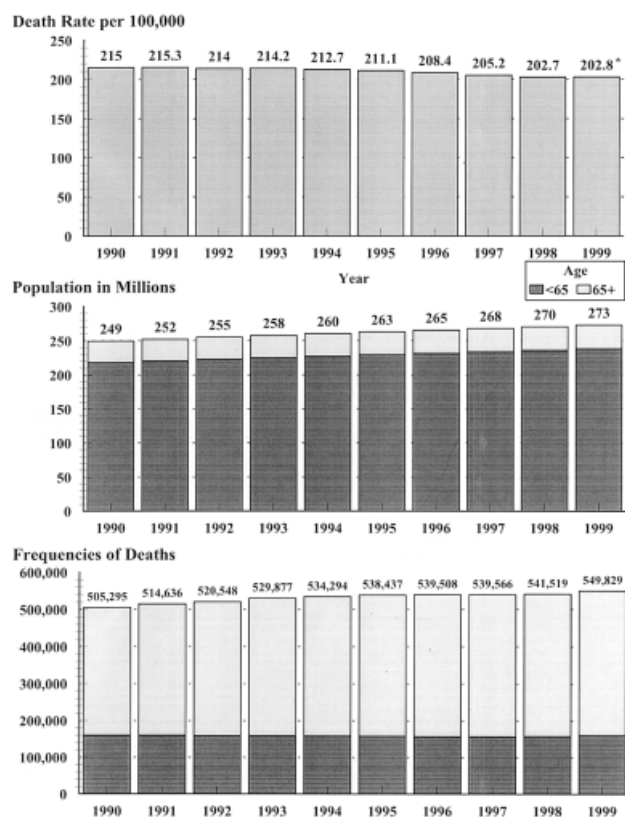 Death Rate per 100,000
250
215 215.3 214 214.2 212.7 211.1 208.4 205.2 202.7 202.8*
200
150
100
50
0
1990 1991 1992 1993 1994 1995 1996 1997 1998 1999
Year
Age
<65 65+
Population in Millions
300
249 252 255 258 260 263 265 268 270 273
250
200
150
100
50
0
1990 1991 1992 1993 1994 1995 1996 1997 1998 1999
Frequencies of Deaths
600,000
505,295 514,636 520,548 529,877 534,294 538,437 539,508 539,566 541,519 549,829
500,000
400,000
300,000
200,000
100,000
0
1990 1991 1992 1993 1994 1995 1996 1997 1998 1999